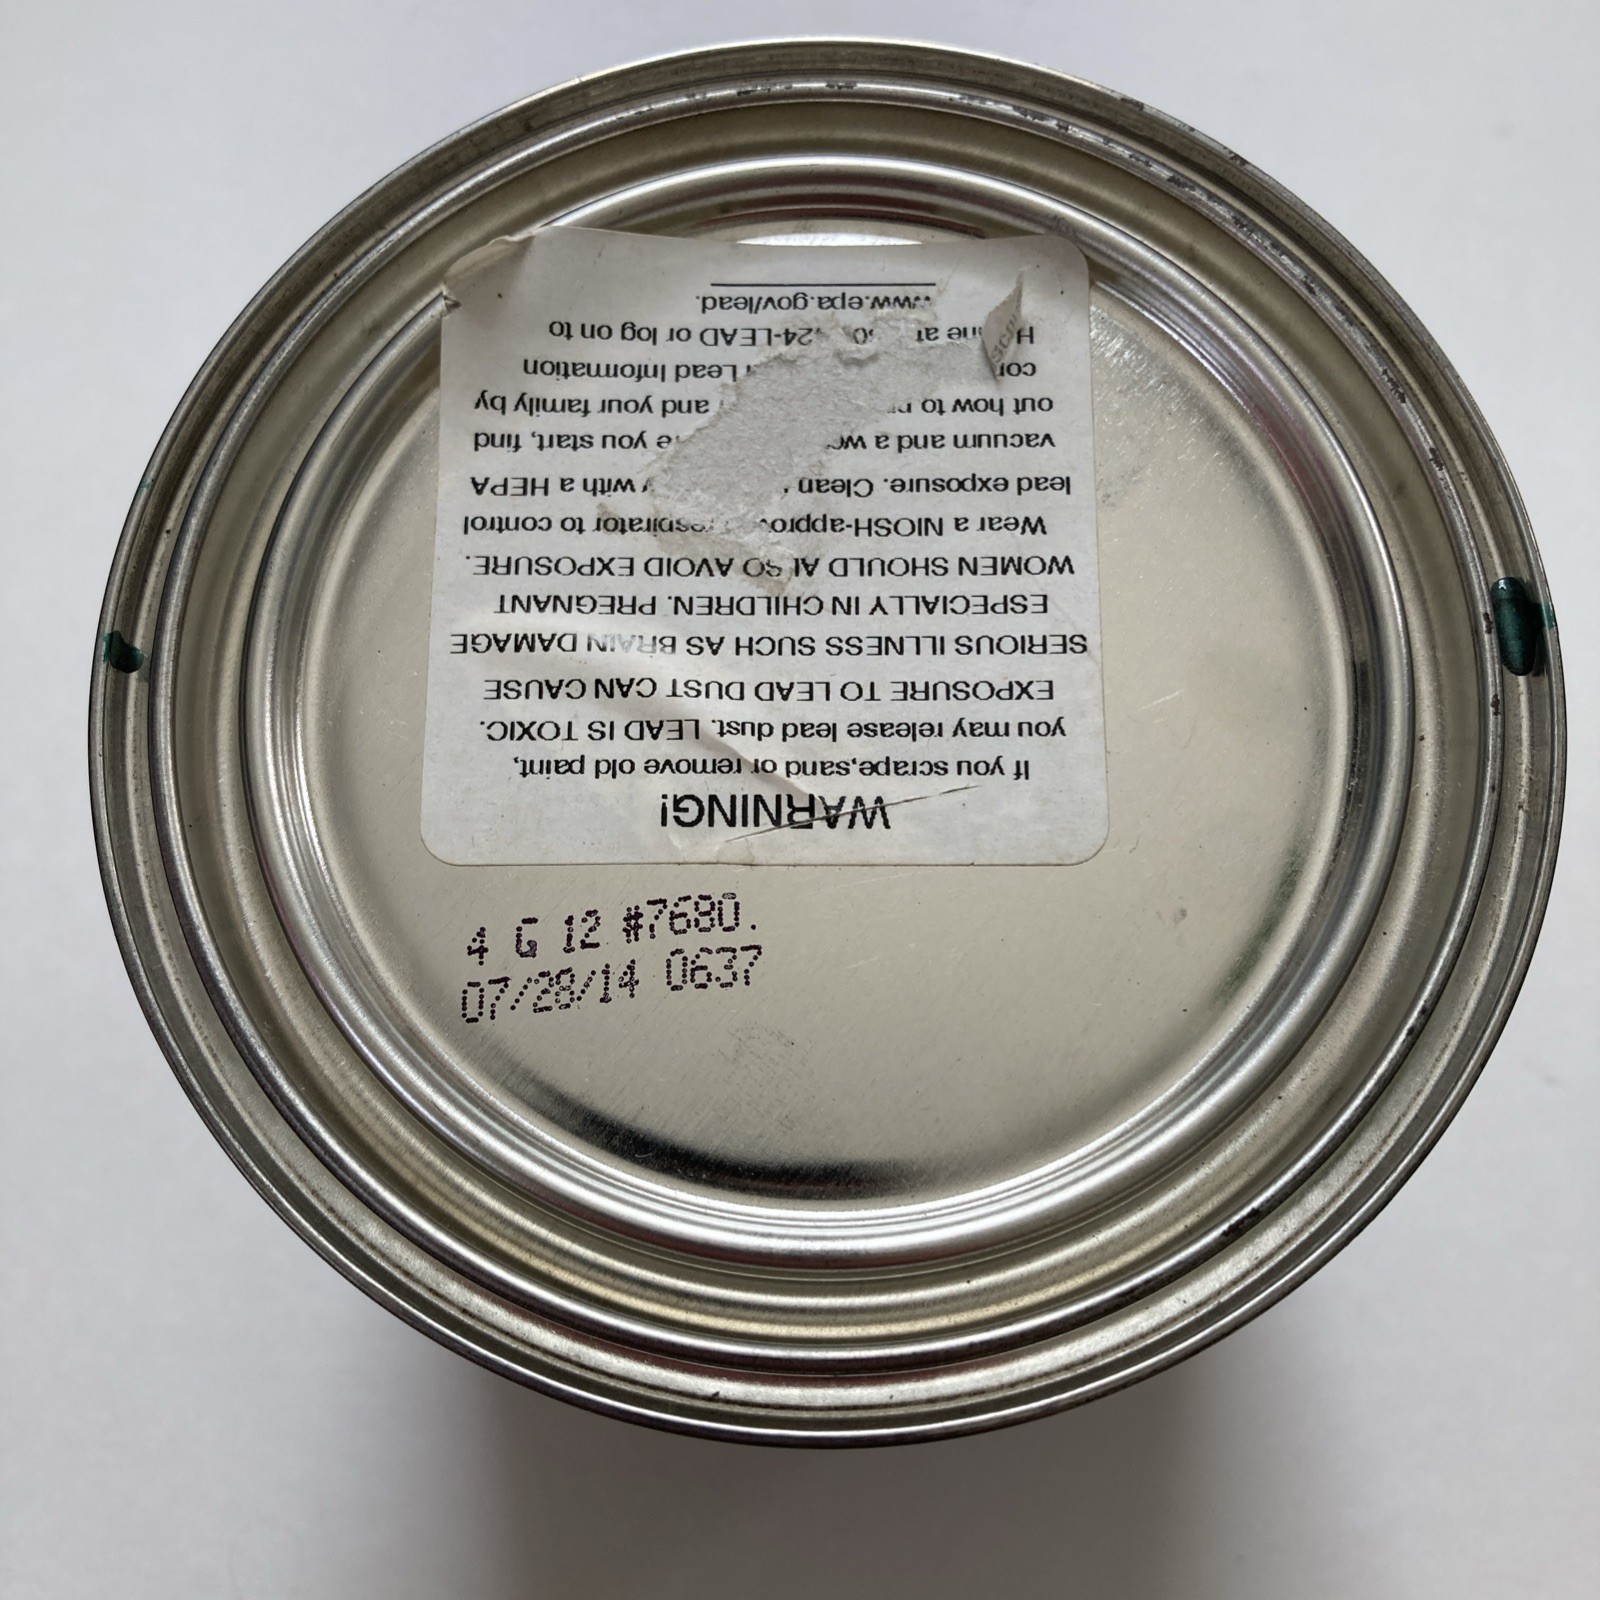 WARNING!
If you scrape,sand or remove old paint,
you may release lead dust. LEAD IS TOXIC.
EXPOSURE TO LEAD DUST CAN CAUSE
SERIOUS ILLNESS SUCH AS BRAIN DAMAGE
ESPECIALLY IN CHILDREN. PREGNANT
WOMEN SHOULD ALSO AVOID EXPOSURE.
Wear a NIOSH-approved respirator to control
lead exposure. Clean with a HEPA
vacuum and a you start, find
out how to and your family by
Lead Information
at 24-LEAD or log on to
www.epa.gov/lead.
4 G 12 #7680.
07/28/14 0637